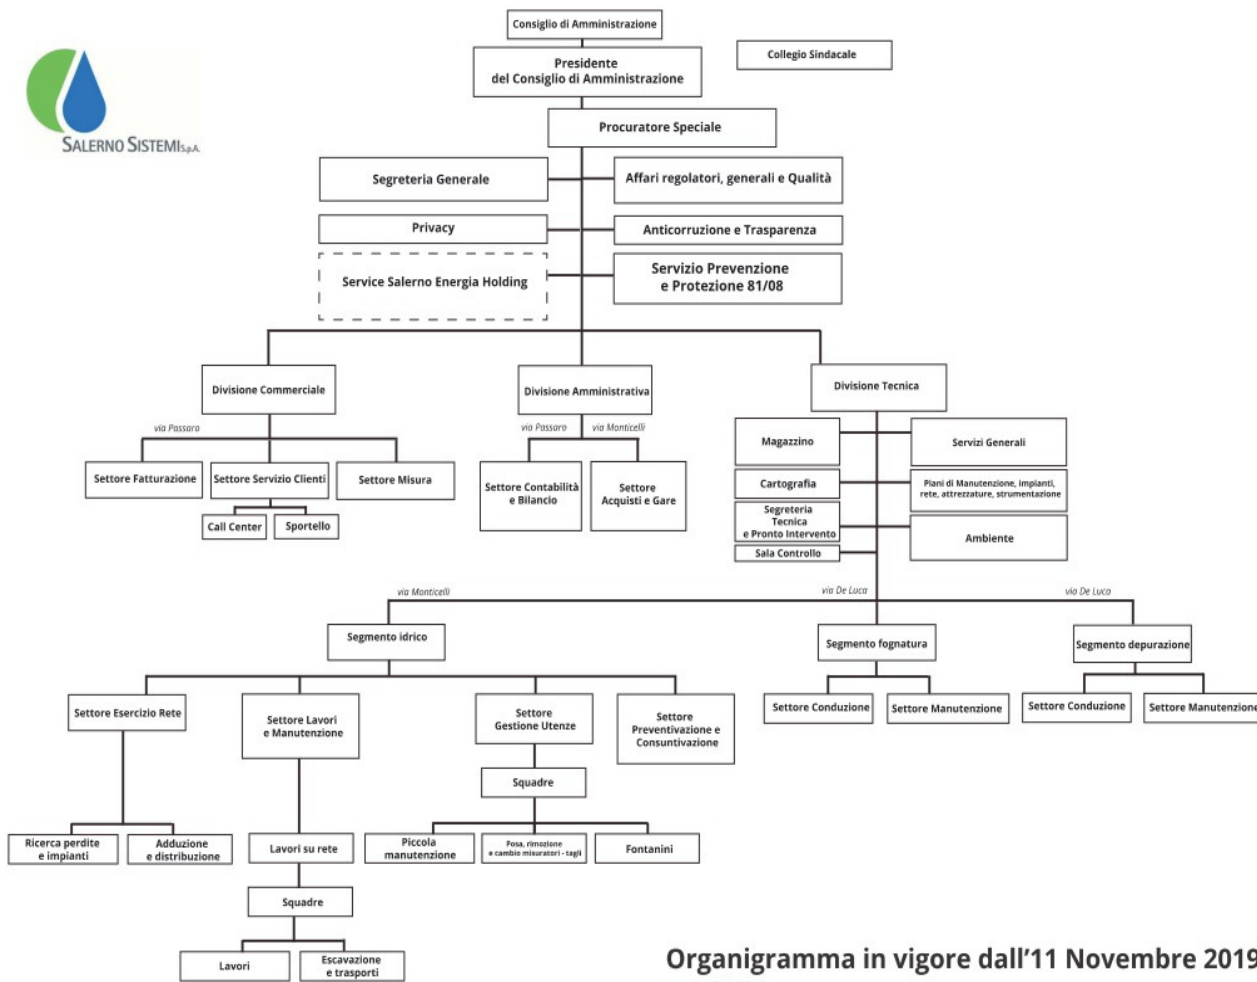 Consiglio di Amministrazione
Collegio Sindacale
Presidente
del Consiglio di Amministrazione
SALERNO SISTEMI S.p.A.
Procuratore Speciale
Segreteria Generale
Affari regolatori, generali e Qualità
Privacy
Anticorruzione e Trasparenza
Service Salerno Energia Holding
Servizio Prevenzione
e Protezione 81/08
Divisione Commerciale
Divisione Amministrativa
Divisione Tecnica
via Passaro
via Passaro
via Monticelli
Settore Fatturazione
Settore Servizio Clienti
Settore Misura
Call Center
Sportello
Settore Contabilità
e Bilancio
Settore
Acquisti e Gare
Magazzino
Servizi Generali
Cartografia
Piani di Manutenzione, impianti,
rete, attrezzature, strumentazione
Segreteria
Tecnica
e Pronto Intervento
Ambiente
Sala Controllo
via Monticelli
via De Luca
via De Luca
Segmento idrico
Segmento fognatura
Segmento depurazione
Settore Esercizio Rete
Settore Lavori
e Manutenzione
Settore
Gestione Utenze
Settore
Preventivazione e
Consuntivazione
Settore Conduzione
Settore Manutenzione
Settore Conduzione
Settore Manutenzione
Squadre
Ricerca perdite
e impianti
Adduzione
e distribuzione
Lavori su rete
Piccola
manutenzione
Posa, rimozione
e cambio misuratori - tagli
Fontanini
Squadre
Lavori
Escavazione
e trasporti
Organigramma in vigore dall'11 Novembre 2019